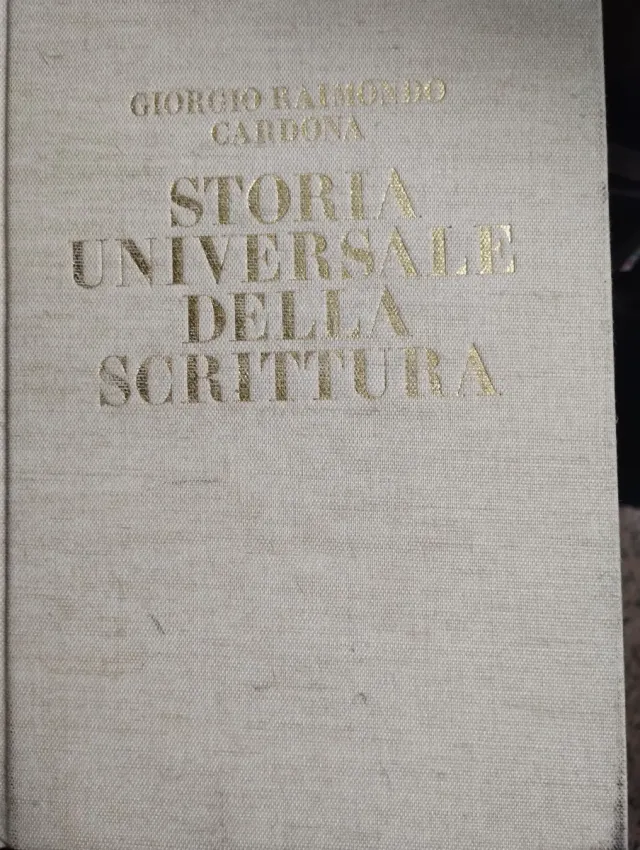 GIORGIO RAIMONDO
CARDONA
STORIA
UNIVERSALE
DELLA
SCRITTURA